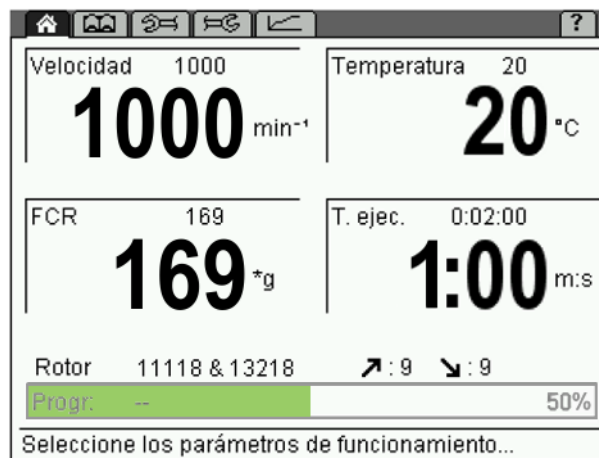 ?
Velocidad 1000
1000 min⁻¹
Temperatura 20
20 °C
FCR 169
169 *g
T. ejec. 0:02:00
1:00 m:s
Rotor 11118 & 13218 ↗: 9 ↘: 9
Progr: -- 50%
Seleccione los parámetros de funcionamiento...